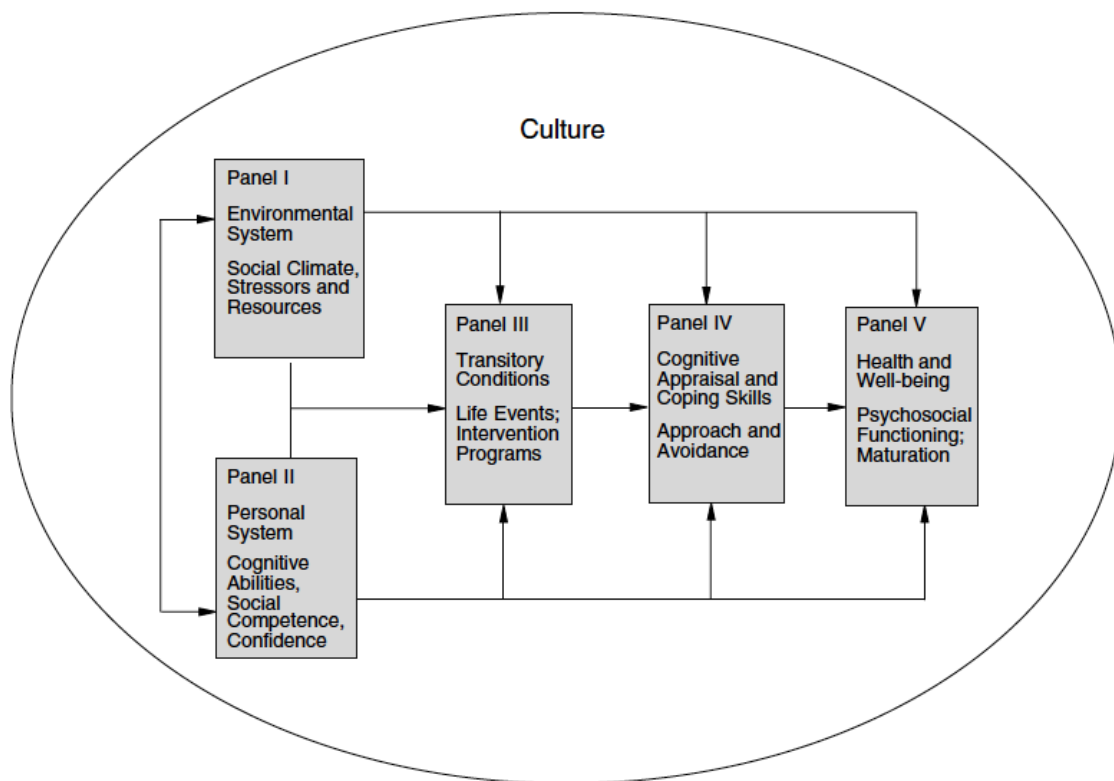 Culture
Panel I
Environmental
System
Social Climate,
Stressors and
Resources
Panel II
Personal
System
Cognitive
Abilities,
Social
Competence,
Confidence
Panel III
Transitory
Conditions
Life Events;
Intervention
Programs
Panel IV
Cognitive
Appraisal and
Coping Skills
Approach and
Avoidance
Panel V
Health and
Well-being
Psychosocial
Functioning;
Maturation